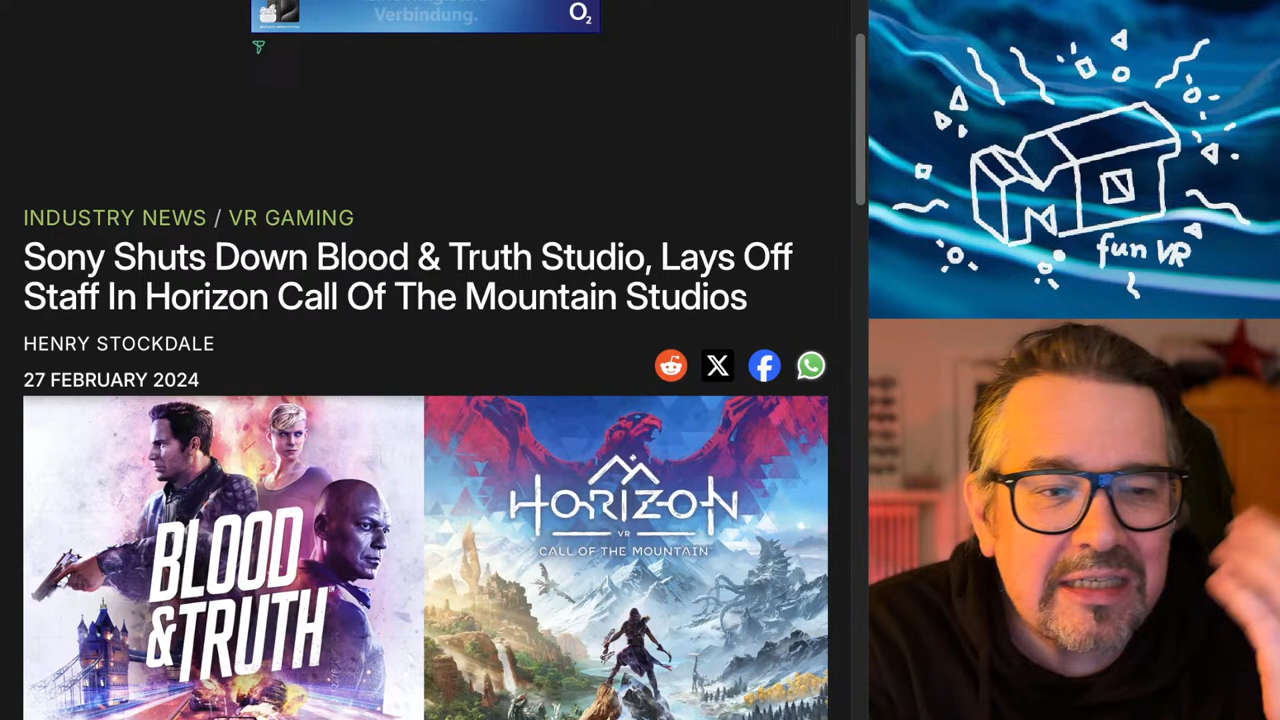 Verbindung.
O2
INDUSTRY NEWS / VR GAMING
Sony Shuts Down Blood & Truth Studio, Lays Off
Staff In Horizon Call Of The Mountain Studios
HENRY STOCKDALE
27 FEBRUARY 2024
BLOOD
&TRUTH
HORIZON
VR
CALL OF THE MOUNTAIN
fun VR